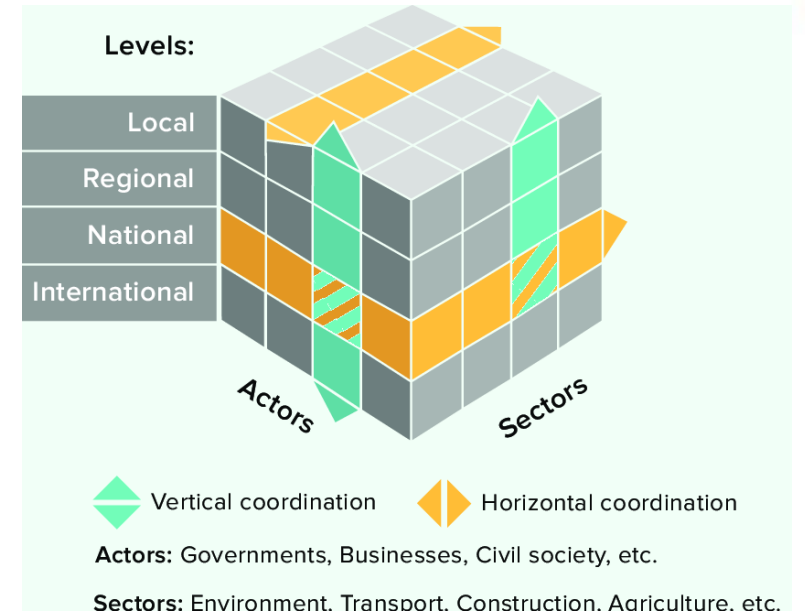 Levels:
Local
Regional
National
International
Actors
Sectors
Vertical coordination
Horizontal coordination
Actors: Governments, Businesses, Civil society, etc.
Sectors: Environment, Transport, Construction, Agriculture, etc.